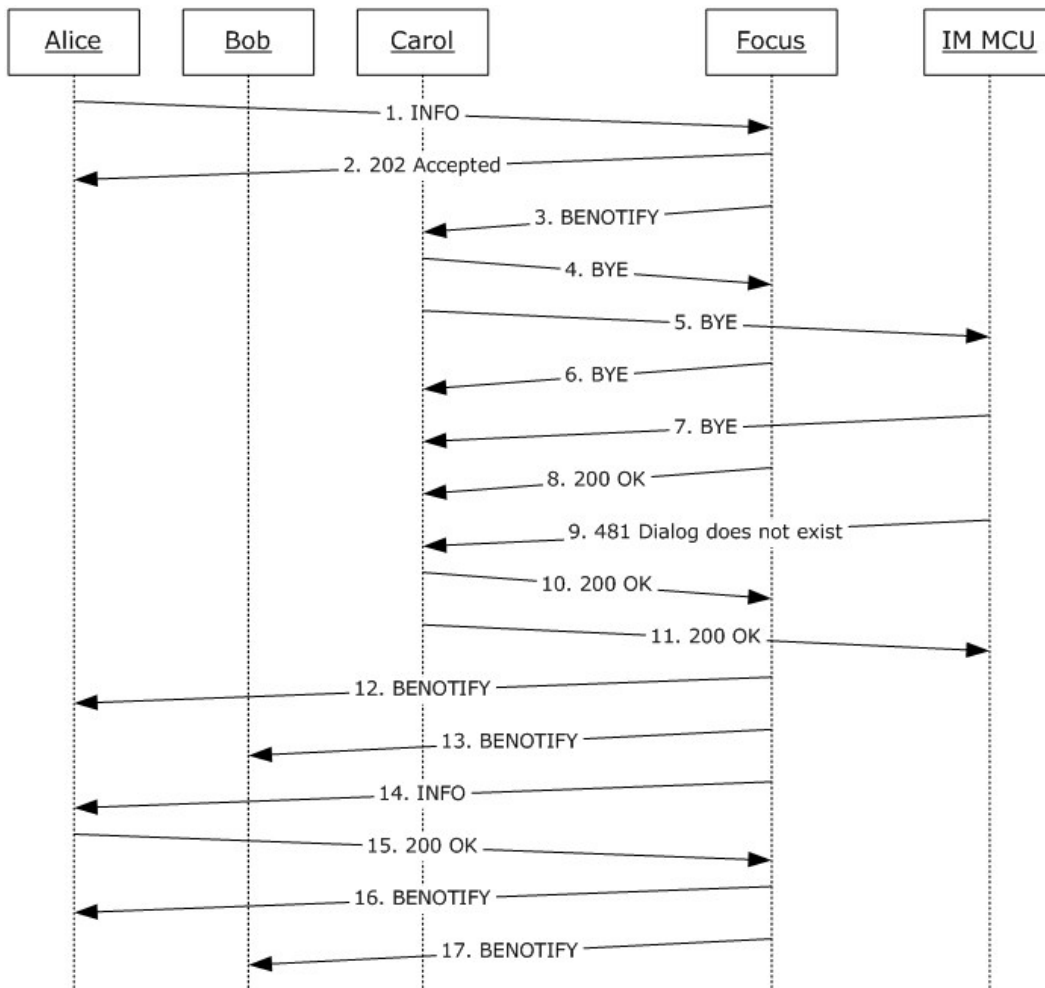 Alice
Bob
Carol
Focus
IM MCU
1. INFO
2. 202 Accepted
3. BENOTIFY
4. BYE
5. BYE
6. BYE
7. BYE
8. 200 OK
9. 481 Dialog does not exist
10. 200 OK
11. 200 OK
12. BENOTIFY
13. BENOTIFY
14. INFO
15. 200 OK
16. BENOTIFY
17. BENOTIFY